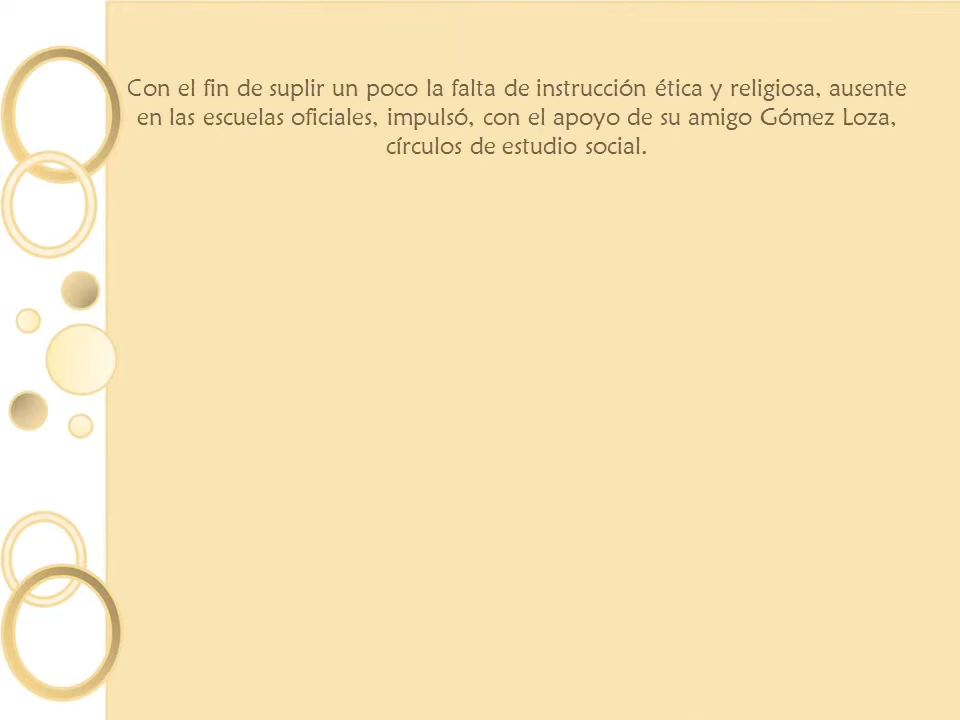 Con el fin de suplir un poco la falta de instrucción ética y religiosa, ausente
en las escuelas oficiales, impulsó, con el apoyo de su amigo Gómez Loza,
círculos de estudio social.